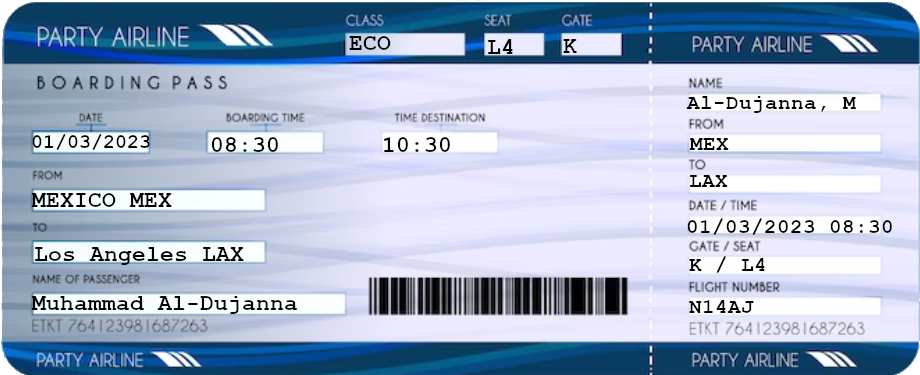 PARTY AIRLINE
CLASS
ECO
SEAT
L4
GATE
K
BOARDING PASS
DATE
01/03/2023
BOARDING TIME
08:30
TIME DESTINATION
10:30
FROM
MEXICO MEX
TO
Los Angeles LAX
NAME OF PASSENGER
Muhammad Al-Dujanna
ETKT 764123981687263
PARTY AIRLINE
PARTY AIRLINE
NAME
Al-Dujanna, M
FROM
MEX
TO
LAX
DATE / TIME
01/03/2023 08:30
GATE / SEAT
K / L4
FLIGHT NUMBER
N14AJ
ETKT 764123981687263
PARTY AIRLINE